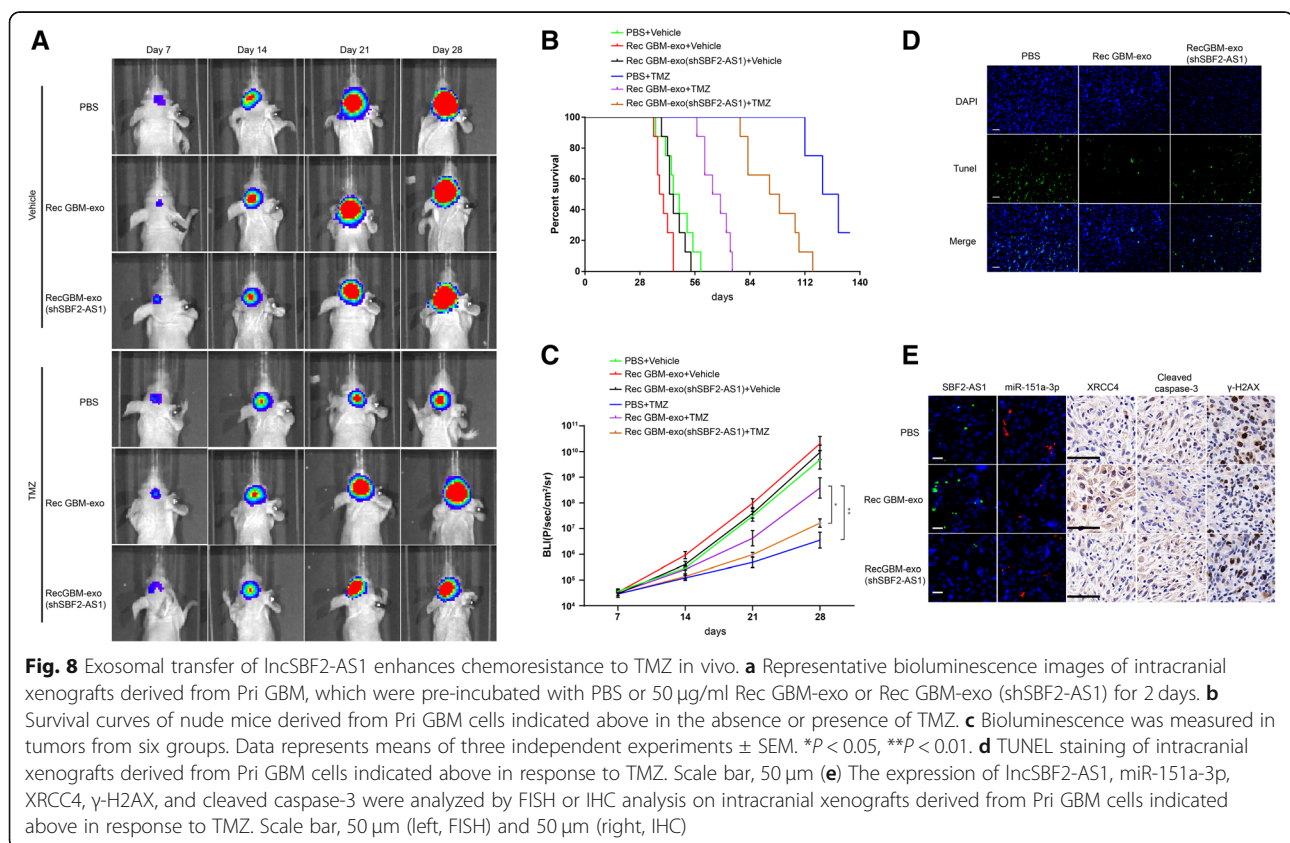 A
Day 7 Day 14 Day 21 Day 28
Vehicle
PBS
Rec GBM-exo
RecGBM-exo
(shSBF2-AS1)
TMZ
PBS
Rec GBM-exo
RecGBM-exo
(shSBF2-AS1)
B
PBS+Vehicle
Rec GBM-exo+Vehicle
Rec GBM-exo(shSBF2-AS1)+Vehicle
PBS+TMZ
Rec GBM-exo+TMZ
Rec GBM-exo(shSBF2-AS1)+TMZ
Percent survival
100
80
60
40
20
0
0 28 56 84 112 140
days
C
PBS+Vehicle
Rec GBM-exo+Vehicle
Rec GBM-exo(shSBF2-AS1)+Vehicle
PBS+TMZ
Rec GBM-exo+TMZ
Rec GBM-exo(shSBF2-AS1)+TMZ
BLI(P/sec/cm²/sr)
10¹¹
10¹⁰
10⁹
10⁸
10⁷
10⁶
10⁵
10⁴
* **
7 14 21 28
days
D
PBS Rec GBM-exo RecGBM-exo
(shSBF2-AS1)
DAPI
Tunel
Merge
E
SBF2-AS1 miR-151a-3p XRCC4 Cleaved
caspase-3 γ-H2AX
PBS
Rec GBM-exo
RecGBM-exo
(shSBF2-AS1)
Fig. 8 Exosomal transfer of lncSBF2-AS1 enhances chemoresistance to TMZ in vivo. a Representative bioluminescence images of intracranial
xenografts derived from Pri GBM, which were pre-incubated with PBS or 50 μg/ml Rec GBM-exo or Rec GBM-exo (shSBF2-AS1) for 2 days. b
Survival curves of nude mice derived from Pri GBM cells indicated above in the absence or presence of TMZ. c Bioluminescence was measured in
tumors from six groups. Data represents means of three independent experiments ± SEM. *P < 0.05, **P < 0.01. d TUNEL staining of intracranial
xenografts derived from Pri GBM cells indicated above in response to TMZ. Scale bar, 50 μm (e) The expression of lncSBF2-AS1, miR-151a-3p,
XRCC4, γ-H2AX, and cleaved caspase-3 were analyzed by FISH or IHC analysis on intracranial xenografts derived from Pri GBM cells indicated
above in response to TMZ. Scale bar, 50 μm (left, FISH) and 50 μm (right, IHC)